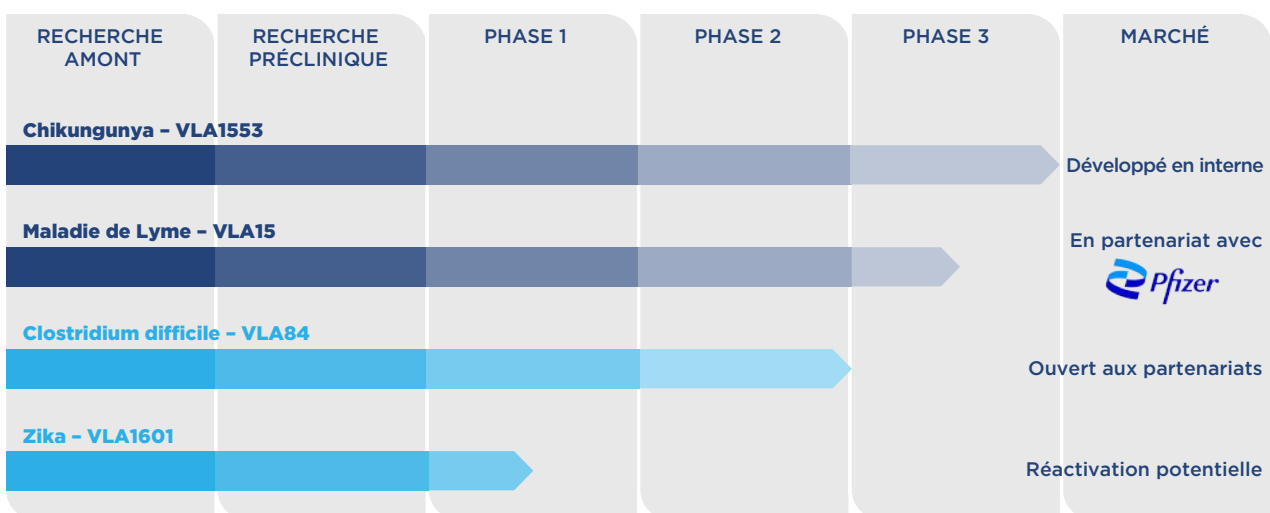 RECHERCHE
AMONT
RECHERCHE
PRÉCLINIQUE
PHASE 1
PHASE 2
PHASE 3
MARCHÉ
Chikungunya – VLA1553
Développé en interne
Maladie de Lyme – VLA15
En partenariat avec
Pfizer
Clostridium difficile – VLA84
Ouvert aux partenariats
Zika – VLA1601
Réactivation potentielle